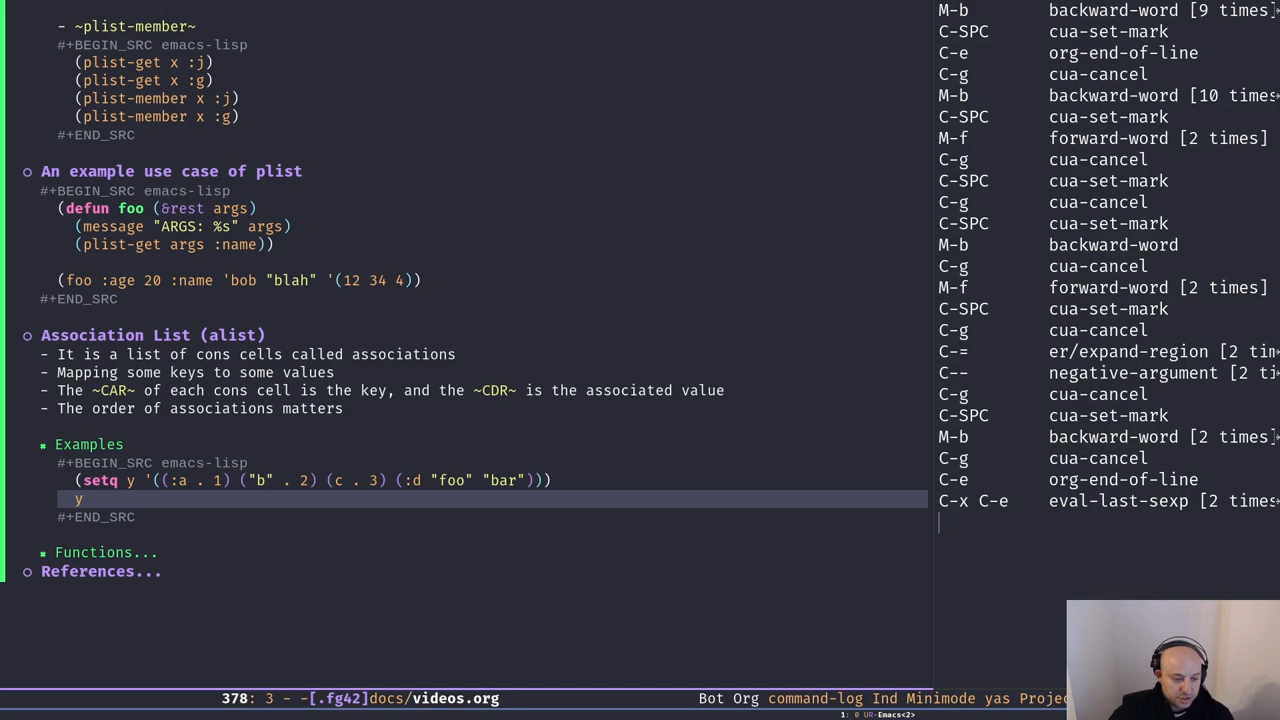 - ~plist-member~
#+BEGIN_SRC emacs-lisp
(plist-get x :j)
(plist-get x :g)
(plist-member x :j)
(plist-member x :g)
#+END_SRC
An example use case of plist
#+BEGIN_SRC emacs-lisp
(defun foo (&rest args)
(message "ARGS: %s" args)
(plist-get args :name))
(foo :age 20 :name 'bob "blah" '(12 34 4))
#+END_SRC
Association List (alist)
- It is a list of cons cells called associations
- Mapping some keys to some values
- The ~CAR~ of each cons cell is the key, and the ~CDR~ is the associated value
- The order of associations matters
Examples
#+BEGIN_SRC emacs-lisp
(setq y '((:a . 1) ("b" . 2) (c . 3) (:d "foo" "bar")))
y
#+END_SRC
Functions...
References...
378: 3 - -[.fg42]docs/videos.org Bot Org command-log Ind Minimode yas Projec
1: 0 UR-Emacs<2>
M-b backward-word [9 times]
C-SPC cua-set-mark
C-e org-end-of-line
C-g cua-cancel
M-b backward-word [10 times
C-SPC cua-set-mark
M-f forward-word [2 times]
C-g cua-cancel
C-SPC cua-set-mark
C-g cua-cancel
C-SPC cua-set-mark
M-b backward-word
C-g cua-cancel
M-f forward-word [2 times]
C-SPC cua-set-mark
C-g cua-cancel
C-= er/expand-region [2 tim
C-- negative-argument [2 ti
C-g cua-cancel
C-SPC cua-set-mark
M-b backward-word [2 times]
C-g cua-cancel
C-e org-end-of-line
C-x C-e eval-last-sexp [2 times